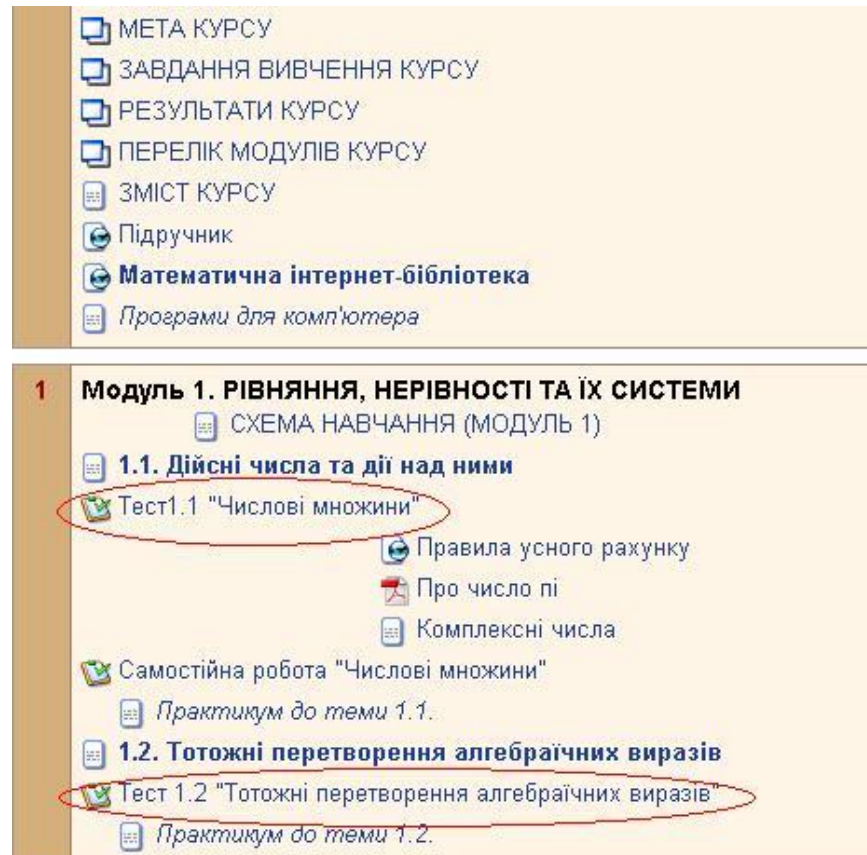 МЕТА КУРСУ
ЗАВДАННЯ ВИВЧЕННЯ КУРСУ
РЕЗУЛЬТАТИ КУРСУ
ПЕРЕЛІК МОДУЛІВ КУРСУ
ЗМІСТ КУРСУ
Підручник
Математична інтернет-бібліотека
Програми для комп'ютера
1 Модуль 1. РІВНЯННЯ, НЕРІВНОСТІ ТА ЇХ СИСТЕМИ
СХЕМА НАВЧАННЯ (МОДУЛЬ 1)
1.1. Дійсні числа та дії над ними
Тест1.1 "Числові множини"
Правила усного рахунку
Про число пі
Комплексні числа
Самостійна робота "Числові множини"
Практикум до теми 1.1.
1.2. Тотожні перетворення алгебраїчних виразів
Тест 1.2 "Тотожні перетворення алгебраїчних виразів"
Практикум до теми 1.2.